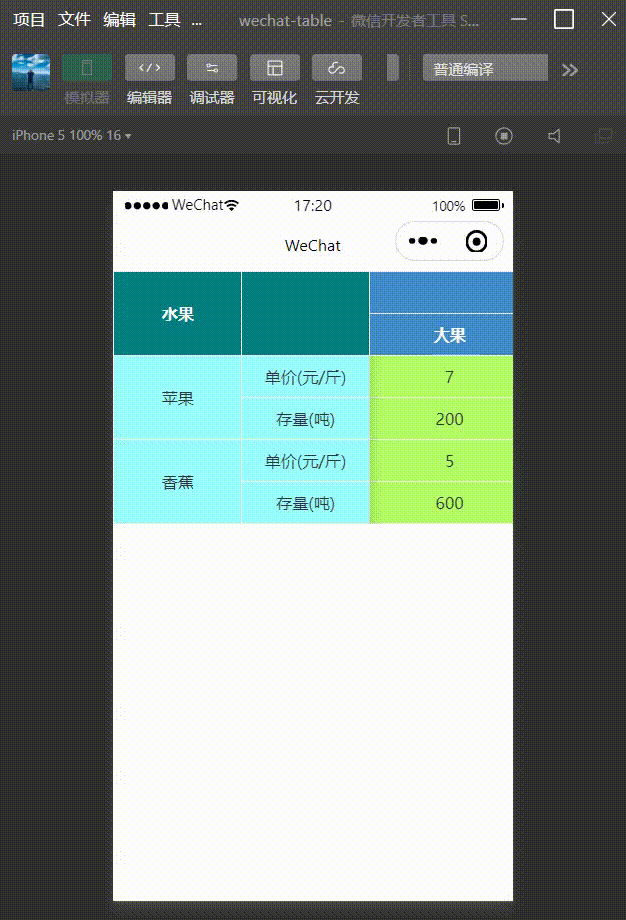 项目 文件 编辑 工具 ... wechat-table - 微信开发者工具 S...
普通编译
模拟器 编辑器 调试器 可视化 云开发
iPhone 5 100% 16
WeChat 17:20 100%
WeChat
水果
大果
苹果 单价(元/斤) 7
存量(吨) 200
香蕉 单价(元/斤) 5
存量(吨) 600